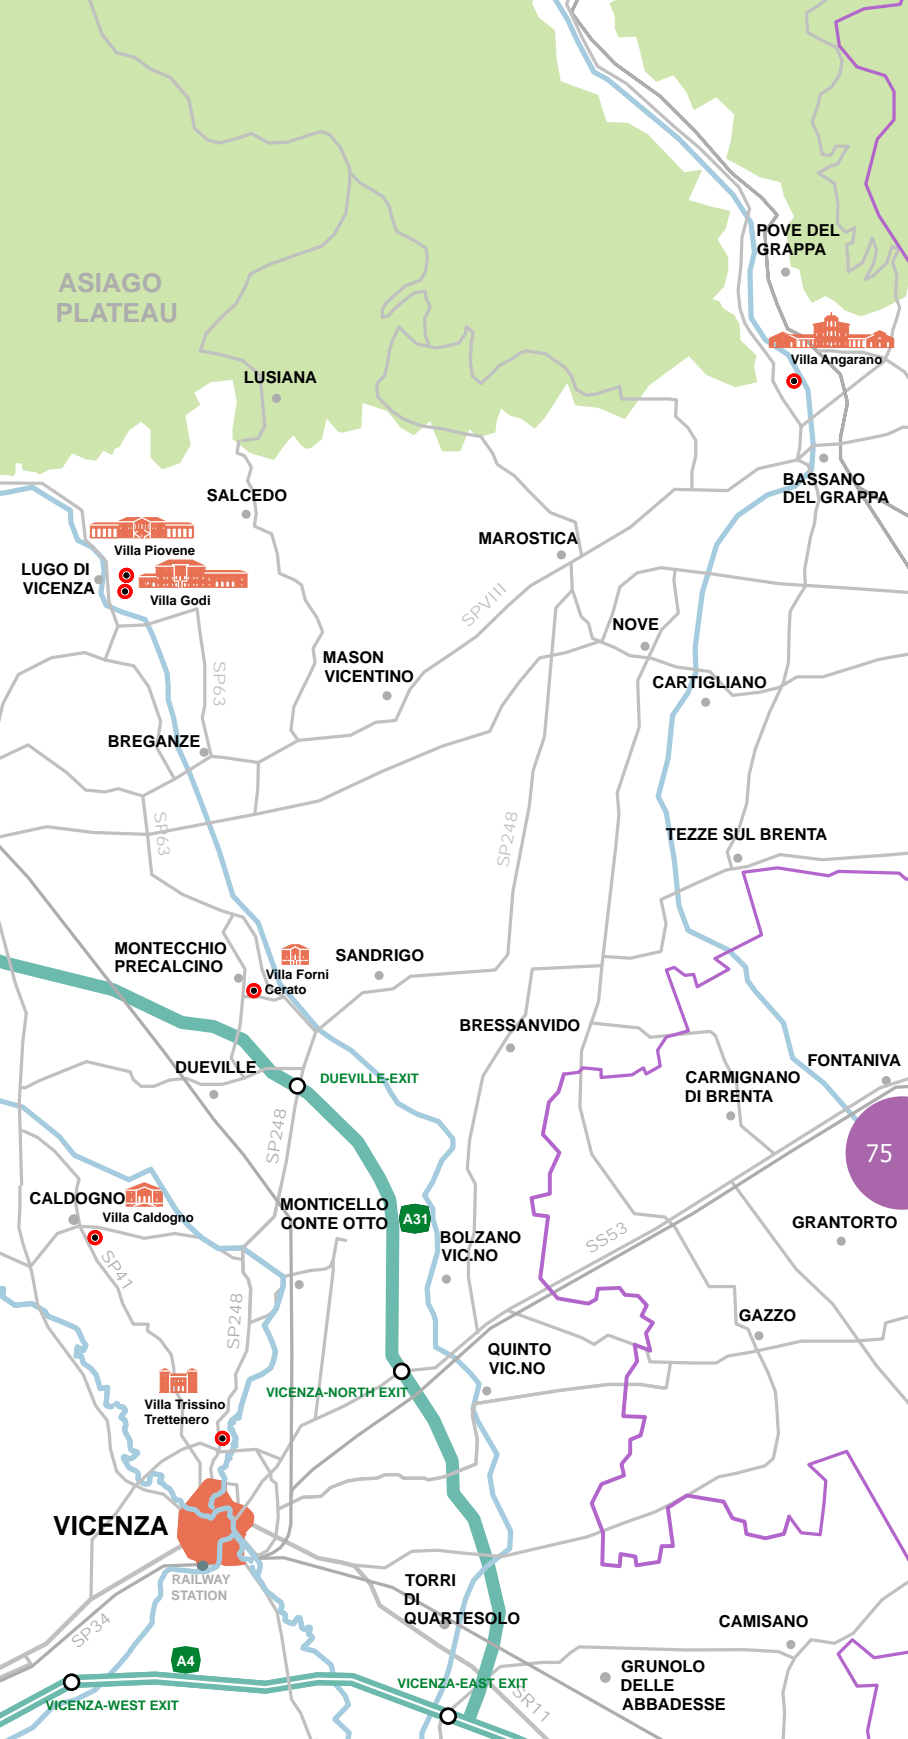 POVE DEL
GRAPPA
ASIAGO
PLATEAU
Villa Angarano
LUSIANA
BASSANO
DEL GRAPPA
SALCEDO
Villa Piovene
MAROSTICA
LUGO DI
VICENZA
Villa Godi
SPVIII
NOVE
MASON
VICENTINO
SP63
CARTIGLIANO
BREGANZE
SP63
SP248
TEZZE SUL BRENTA
MONTECCHIO
PRECALCINO
SANDRIGO
Villa Forni
Cerato
BRESSANVIDO
DUEVILLE
DUEVILLE-EXIT
FONTANIVA
CARMIGNANO
DI BRENTA
SP248
75
CALDOGNO
Villa Caldogno
MONTICELLO
CONTE OTTO
A31
BOLZANO
VIC.NO
SS53
GRANTORTO
SP41
SP248
GAZZO
QUINTO
VIC.NO
VICENZA-NORTH EXIT
Villa Trissino
Trettenero
VICENZA
RAILWAY
STATION
TORRI
DI
QUARTESOLO
SP34
CAMISANO
A4
GRUNOLO
DELLE
ABBADESSE
VICENZA-EAST EXIT
VICENZA-WEST EXIT
SR11